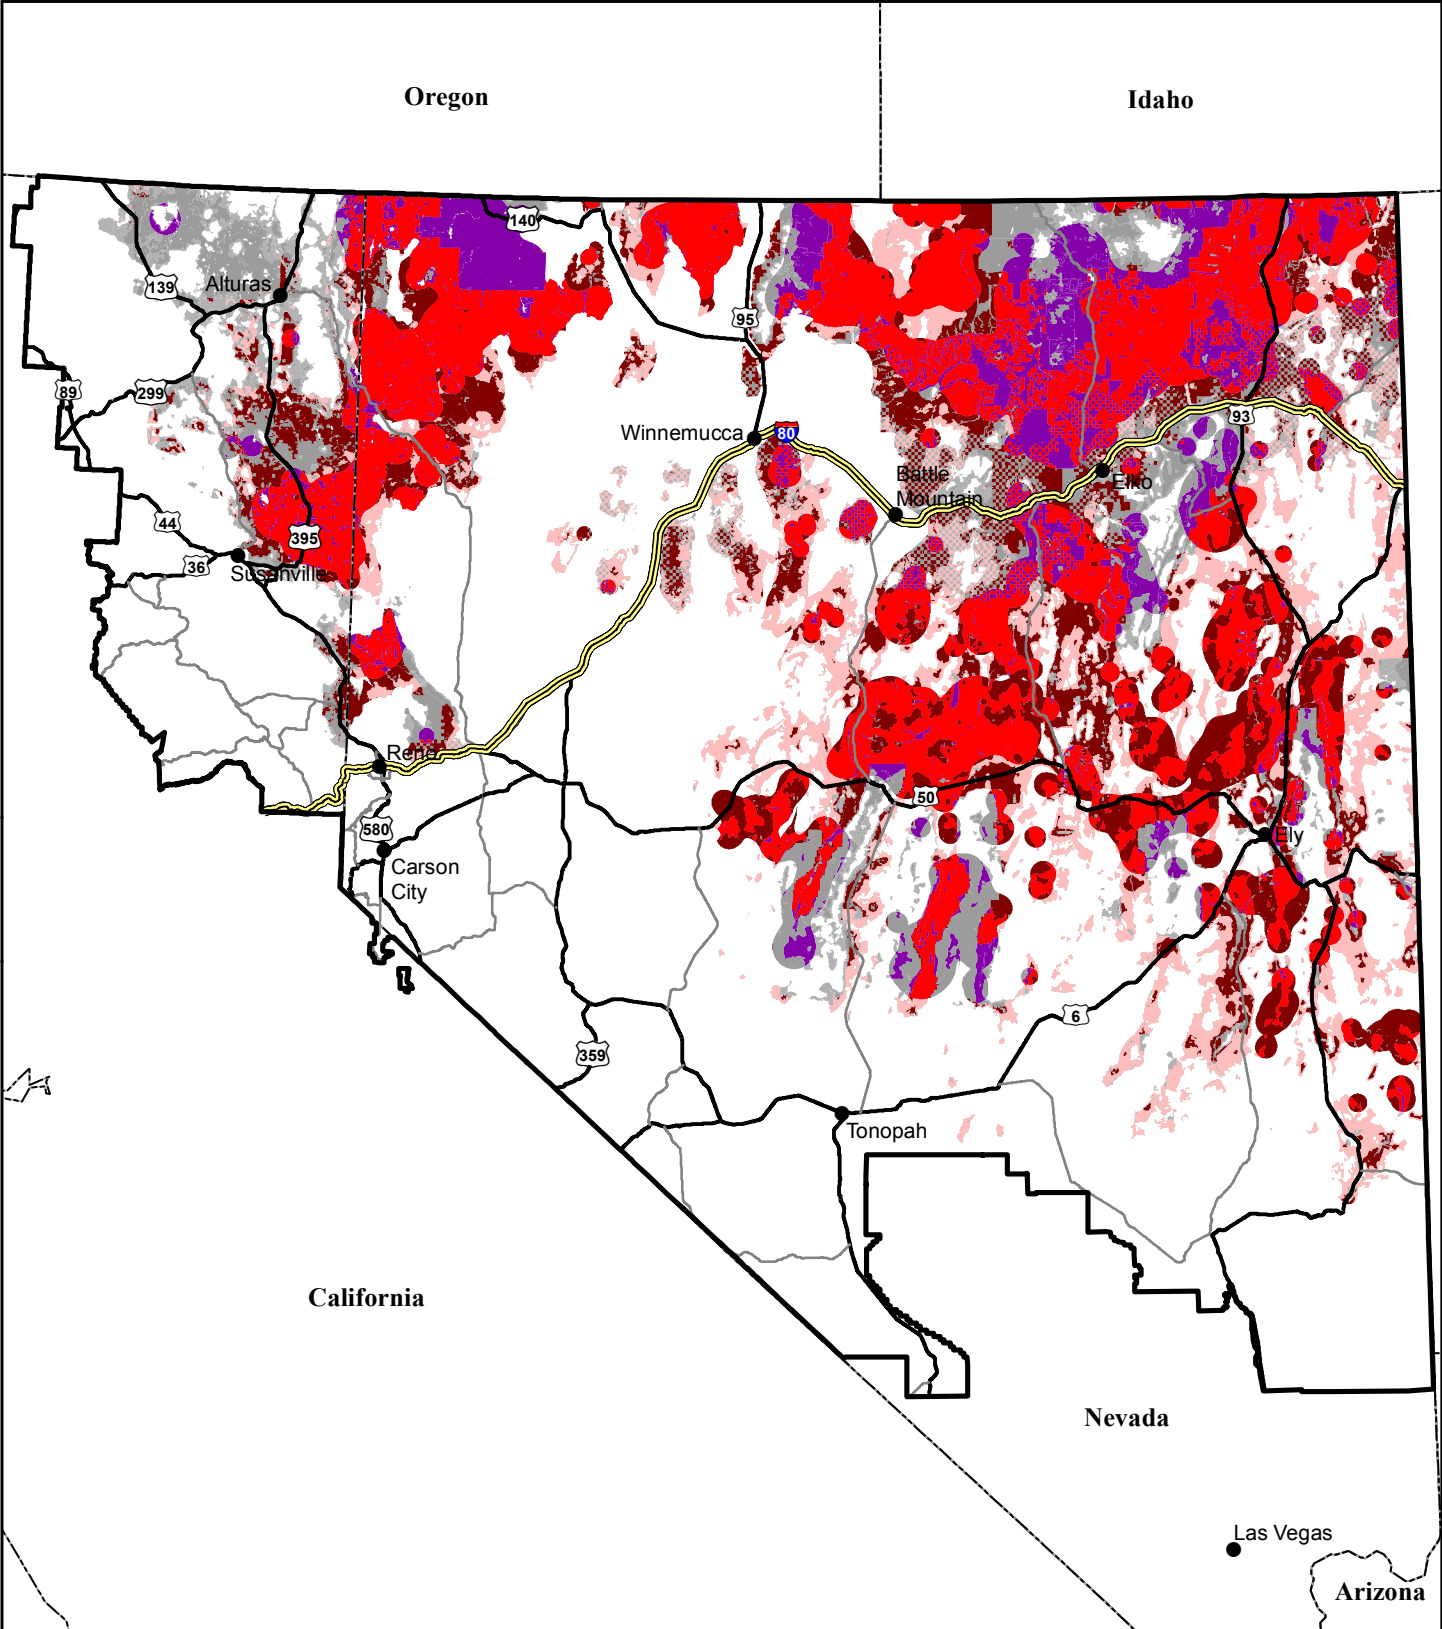 Oregon
Idaho
140
139
Alturas
95
89
299
93
Winnemucca
80
Battle
Mountain
Elko
44
395
36
Susanville
Reno
50
580
Ely
Carson
City
6
359
Tonopah
California
Nevada
Las Vegas
Arizona